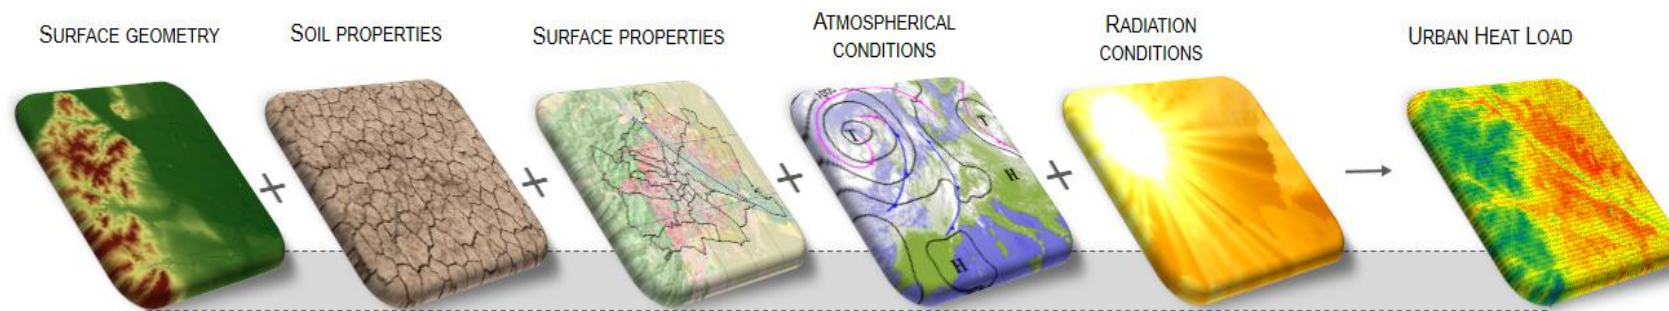 SURFACE GEOMETRY
SOIL PROPERTIES
SURFACE PROPERTIES
ATMOSPHERICAL
CONDITIONS
RADIATION
CONDITIONS
URBAN HEAT LOAD
+
+
+
+
→
T
T
H
H